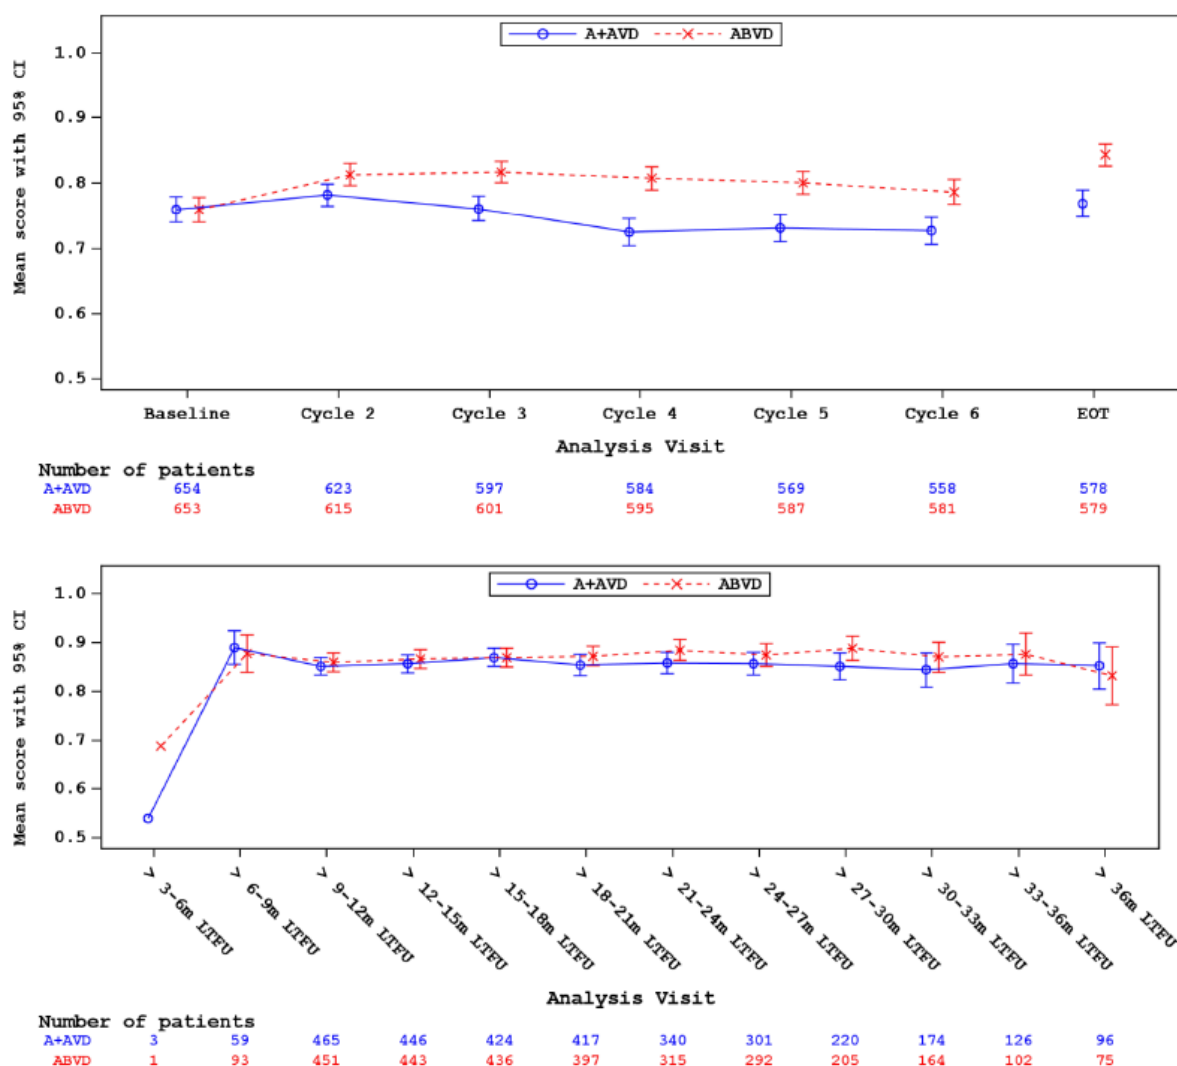 A+AVD ABVD
Mean score with 95% CI
1.0
0.9
0.8
0.7
0.6
0.5
Baseline Cycle 2 Cycle 3 Cycle 4 Cycle 5 Cycle 6 EOT
Analysis Visit
Number of patients
A+AVD 654 623 597 584 569 558 578
ABVD 653 615 601 595 587 581 579
A+AVD ABVD
Mean score with 95% CI
1.0
0.9
0.8
0.7
0.6
0.5
> 3-6m LTFU > 6-9m LTFU > 9-12m LTFU > 12-15m LTFU > 15-18m LTFU > 18-21m LTFU > 21-24m LTFU > 24-27m LTFU > 27-30m LTFU > 30-33m LTFU > 33-36m LTFU > 36m LTFU
Analysis Visit
Number of patients
A+AVD 3 59 465 446 424 417 340 301 220 174 126 96
ABVD 1 93 451 443 436 397 315 292 205 164 102 75